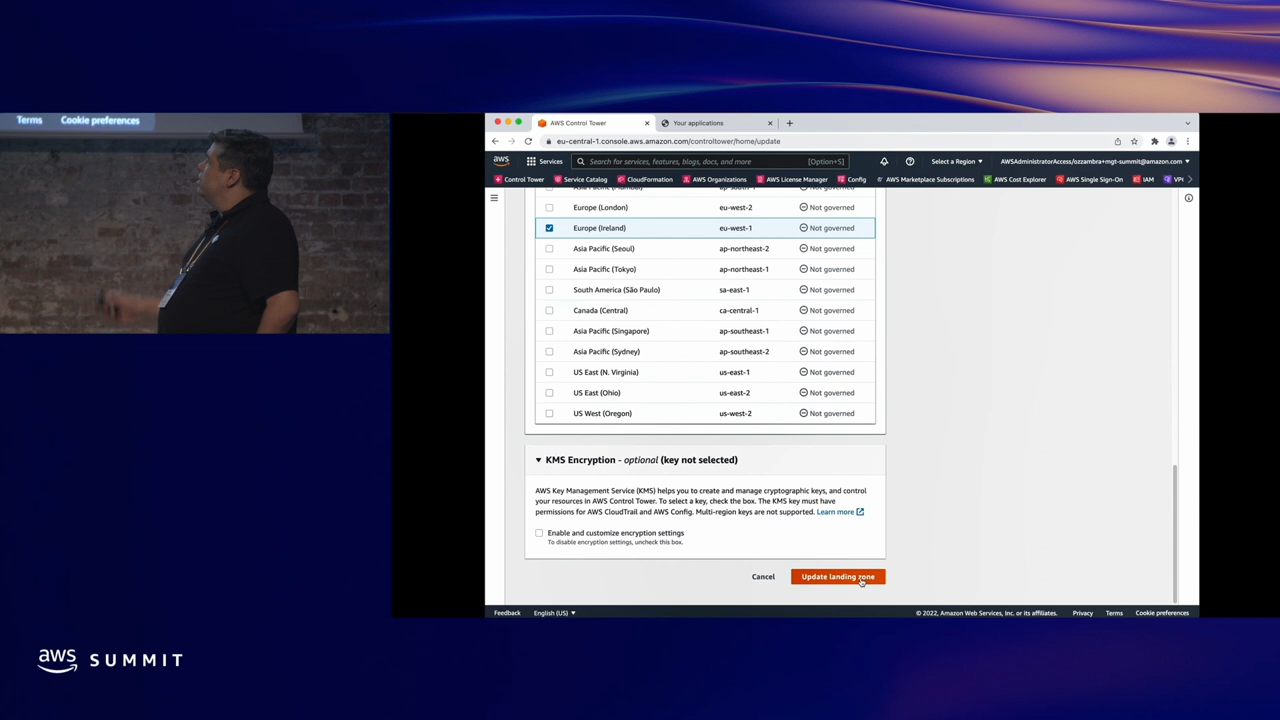 Terms Cookie preferences
AWS Control Tower
Your applications
eu-central-1.console.aws.amazon.com/controltower/home/update
aws Services Search for services, features, blogs, docs, and more [Option+S] Select a Region AWSAdministratorAccess/ozzambra+mgt-summit@amazon.com
Control Tower Service Catalog CloudFormation AWS Organizations AWS License Manager Config AWS Marketplace Subscriptions AWS Cost Explorer AWS Single Sign-On IAM
Europe (London) eu-west-2 Not governed
Europe (Ireland) eu-west-1 Not governed
Asia Pacific (Seoul) ap-northeast-2 Not governed
Asia Pacific (Tokyo) ap-northeast-1 Not governed
South America (São Paulo) sa-east-1 Not governed
Canada (Central) ca-central-1 Not governed
Asia Pacific (Singapore) ap-southeast-1 Not governed
Asia Pacific (Sydney) ap-southeast-2 Not governed
US East (N. Virginia) us-east-1 Not governed
US East (Ohio) us-east-2 Not governed
US West (Oregon) us-west-2 Not governed
KMS Encryption - optional (key not selected)
AWS Key Management Service (KMS) helps you to create and manage cryptographic keys, and control
your resources in AWS Control Tower. To select a key, check the box. The KMS key must have
permissions for AWS CloudTrail and AWS Config. Multi-region keys are not supported. Learn more
Enable and customize encryption settings
To disable encryption settings, uncheck this box.
Cancel Update landing zone
Feedback English (US) © 2022, Amazon Web Services, Inc. or its affiliates. Privacy Terms Cookie preferences
aws SUMMIT